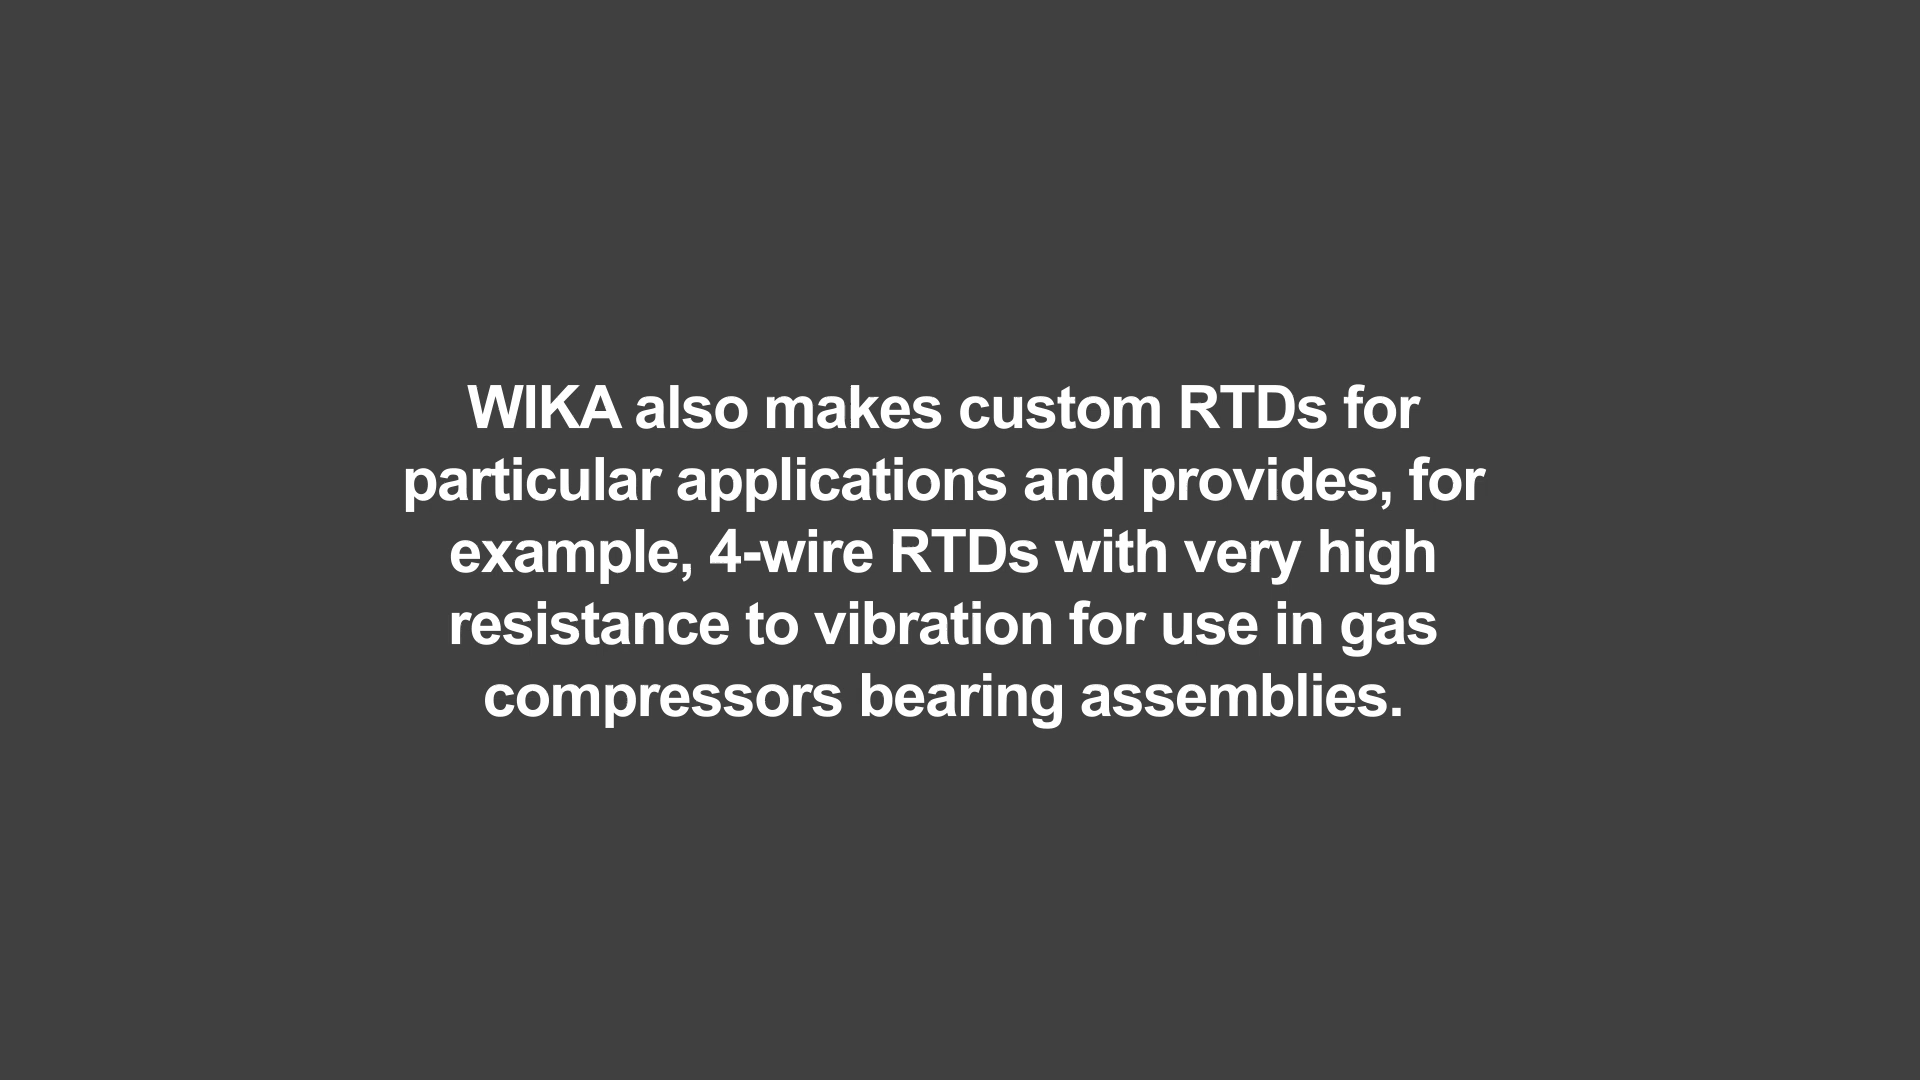 WIKA also makes custom RTDs for
particular applications and provides, for
example, 4-wire RTDs with very high
resistance to vibration for use in gas
compressors bearing assemblies.